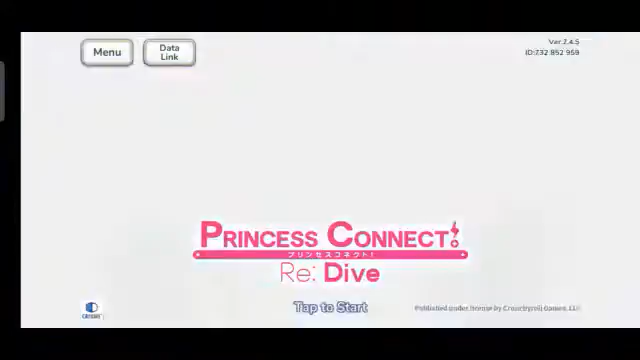 Menu
Data
Link
Ver.2.4.5
ID:732 852 959
PRINCESS CONNECT!
プリンセスコネクト!
Re: Dive
Tap to Start
Published under license by Crunchyroll Games, LLC